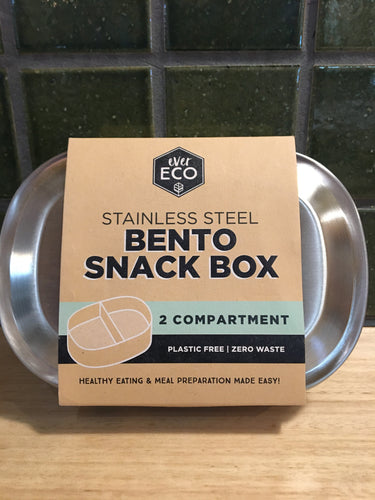 ever
ECO
STAINLESS STEEL
BENTO
SNACK BOX
2 COMPARTMENT
PLASTIC FREE | ZERO WASTE
HEALTHY EATING & MEAL PREPARATION MADE EASY!